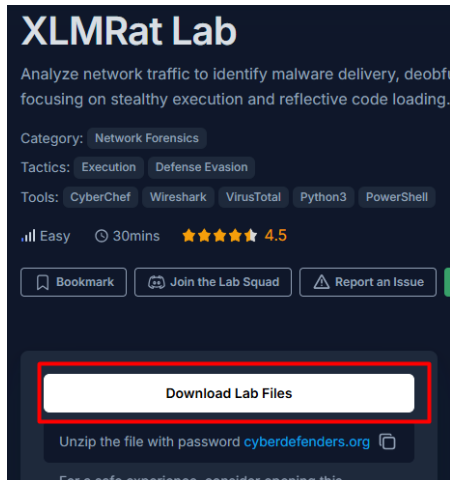 XLMRat Lab
Analyze network traffic to identify malware delivery, deobfu
focusing on stealthy execution and reflective code loading.
Category: Network Forensics
Tactics: Execution Defense Evasion
Tools: CyberChef Wireshark VirusTotal Python3 PowerShell
Easy 30mins 4.5
Bookmark Join the Lab Squad Report an Issue
Download Lab Files
Unzip the file with password cyberdefenders.org
For a safe experience, consider opening this